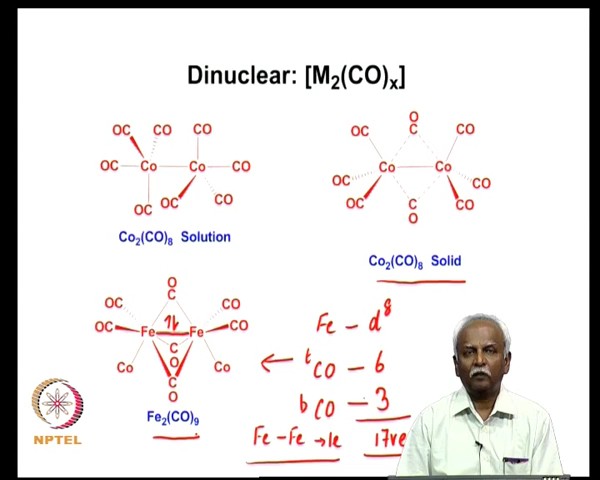 Dinuclear: [M2(CO)x]
OC CO CO
OC Co Co CO
OC OC CO
Co2(CO)8 Solution
O
C
OC CO
Co Co
OC CO
OC CO
C
O
Co2(CO)8 Solid
O
C
OC CO
OC Fe Fe CO
Co C Co
O
C
O
Fe2(CO)9
Fe - d8
← tCO - 6
bCO - 3
Fe - Fe → 1e 17ve
NPTEL